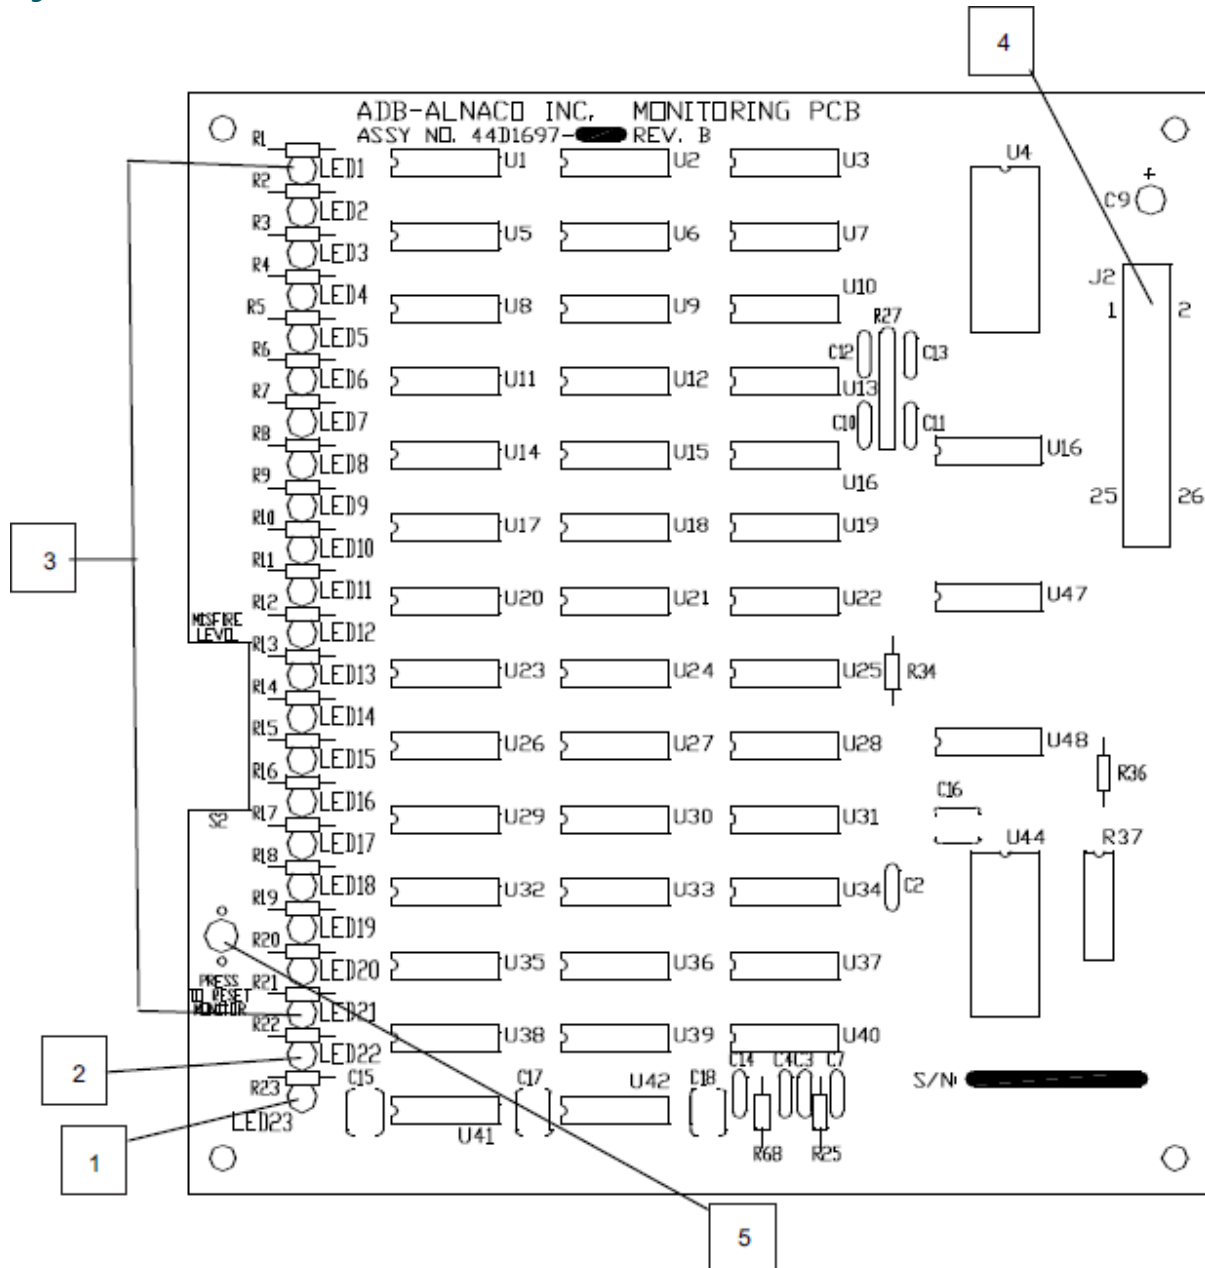 4
ADB-ALNACO INC, MONITORING PCB
ASSY NO. 44D1697- REV. B
R1
LED1
U1
U2
U3
U4
R2
LED2
+
C9
R3
LED3
U5
U6
U7
R4
LED4
J2
U8
U9
U10
1
2
R5
LED5
R27
R6
LED6
C12
C13
U11
U12
U13
R7
LED7
C10
C11
R8
LED8
U14
U15
U16
U16
R9
LED9
25
26
R10
LED10
U17
U18
U19
3
R11
LED11
U20
U21
U22
U47
R12
LED12
MISFIRE
LEVEL
R13
LED13
U23
U24
U25
R34
R14
LED14
R15
LED15
U26
U27
U28
U48
R16
LED16
R36
C16
S2
R17
LED17
U29
U30
U31
U44
R37
R18
LED18
U32
U33
U34
C2
R19
LED19
R20
LED20
U35
U36
U37
PRESS
TO RESET
MONITOR
R21
LED21
R22
LED22
U38
U39
U40
2
C15
C17
U42
C18
C14
C4
C3
C7
S/N:
R23
LED23
U41
1
R68
R25
5